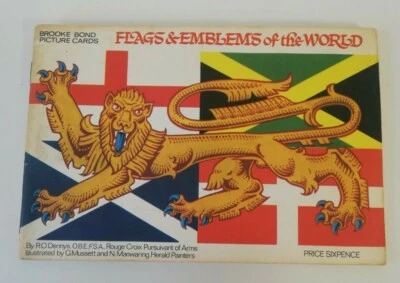 BROOKE BOND
PICTURE CARDS
FLAGS & EMBLEMS of the WORLD
By R.O. Dennys, O.B.E., F.S.A., Rouge Croix Pursuivant of Arms
Illustrated by G. Mussett and N. Manwaring Herald Painters
PRICE SIXPENCE